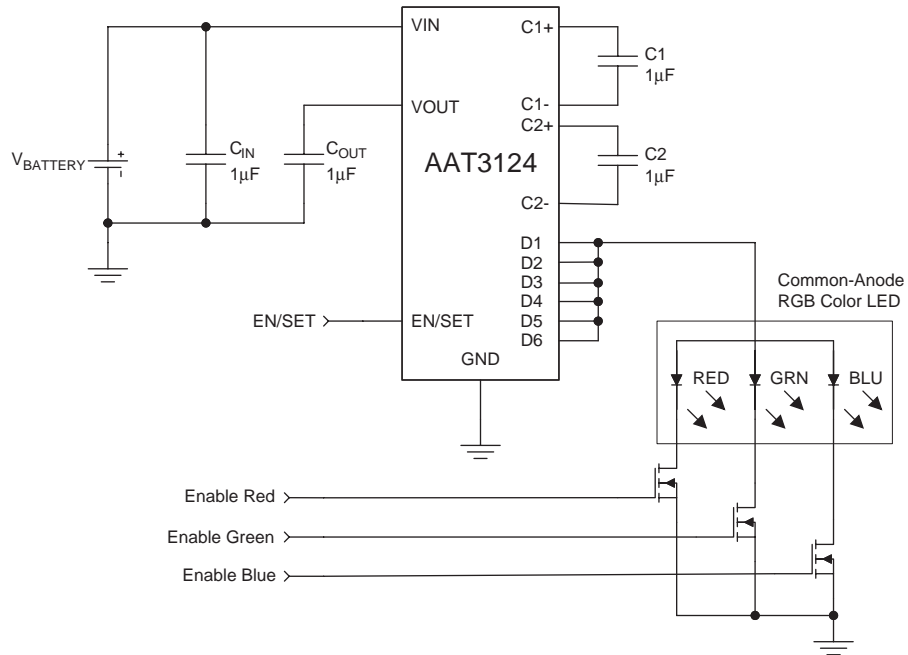 VIN
C1+
C1
1μF
VOUT
C1-
C2+
VBATTERY
+
-
CIN
1μF
COUT
1μF
AAT3124
C2
1μF
C2-
D1
D2
D3
D4
D5
D6
Common-Anode
RGB Color LED
EN/SET
EN/SET
GND
RED
GRN
BLU
Enable Red
Enable Green
Enable Blue